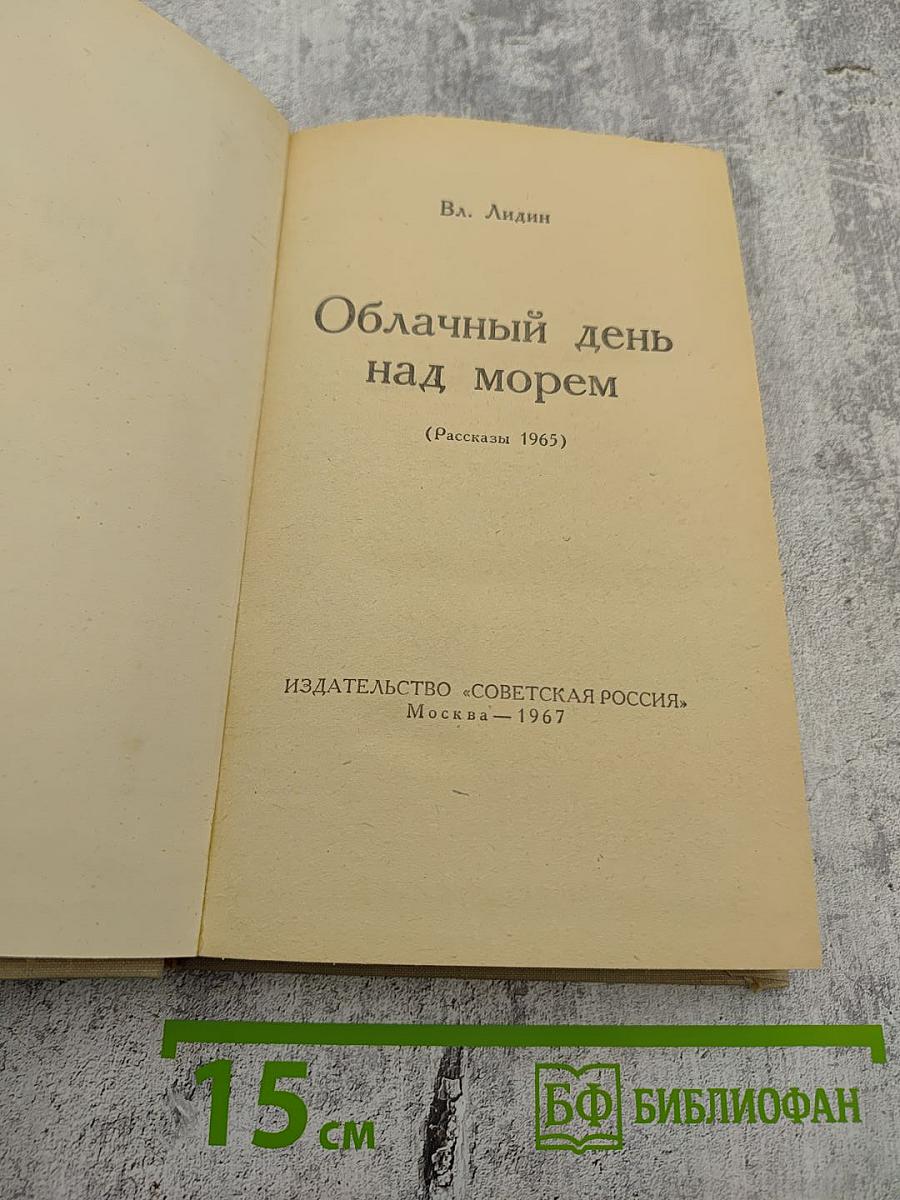 Вл. Лидин
Облачный день
над морем
(Рассказы 1965)
ИЗДАТЕЛЬСТВО «СОВЕТСКАЯ РОССИЯ»
Москва — 1967
15 см
БФ БИБЛИОФАН